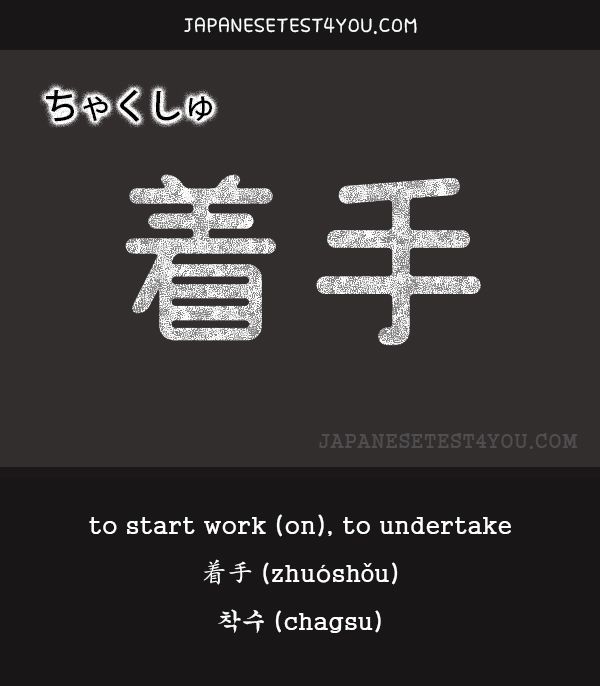 JAPANESETEST4YOU.COM
ちゃくしゅ
着手
JAPANESETEST4YOU.COM
to start work (on), to undertake
着手 (zhuóshǒu)
착수 (chagsu)